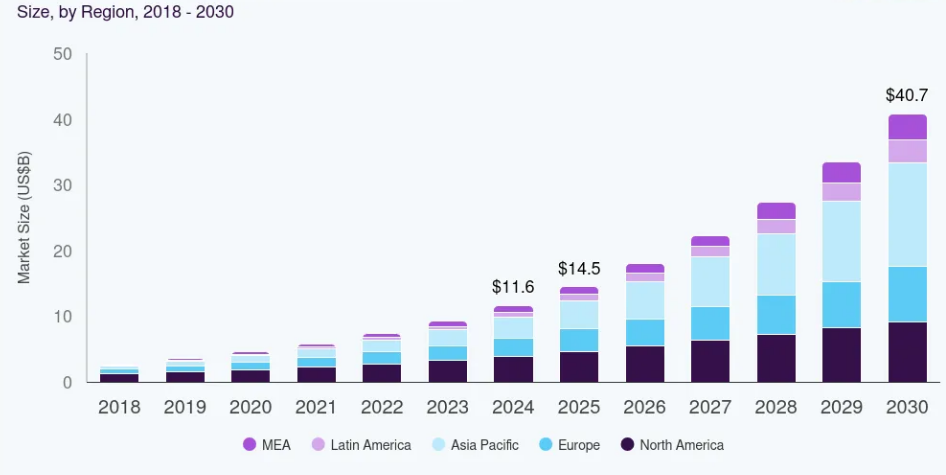 Size, by Region, 2018 - 2030
Market Size (US$B)
50
40
30
20
10
0
$11.6
$14.5
$40.7
2018 2019 2020 2021 2022 2023 2024 2025 2026 2027 2028 2029 2030
MEA Latin America Asia Pacific Europe North America